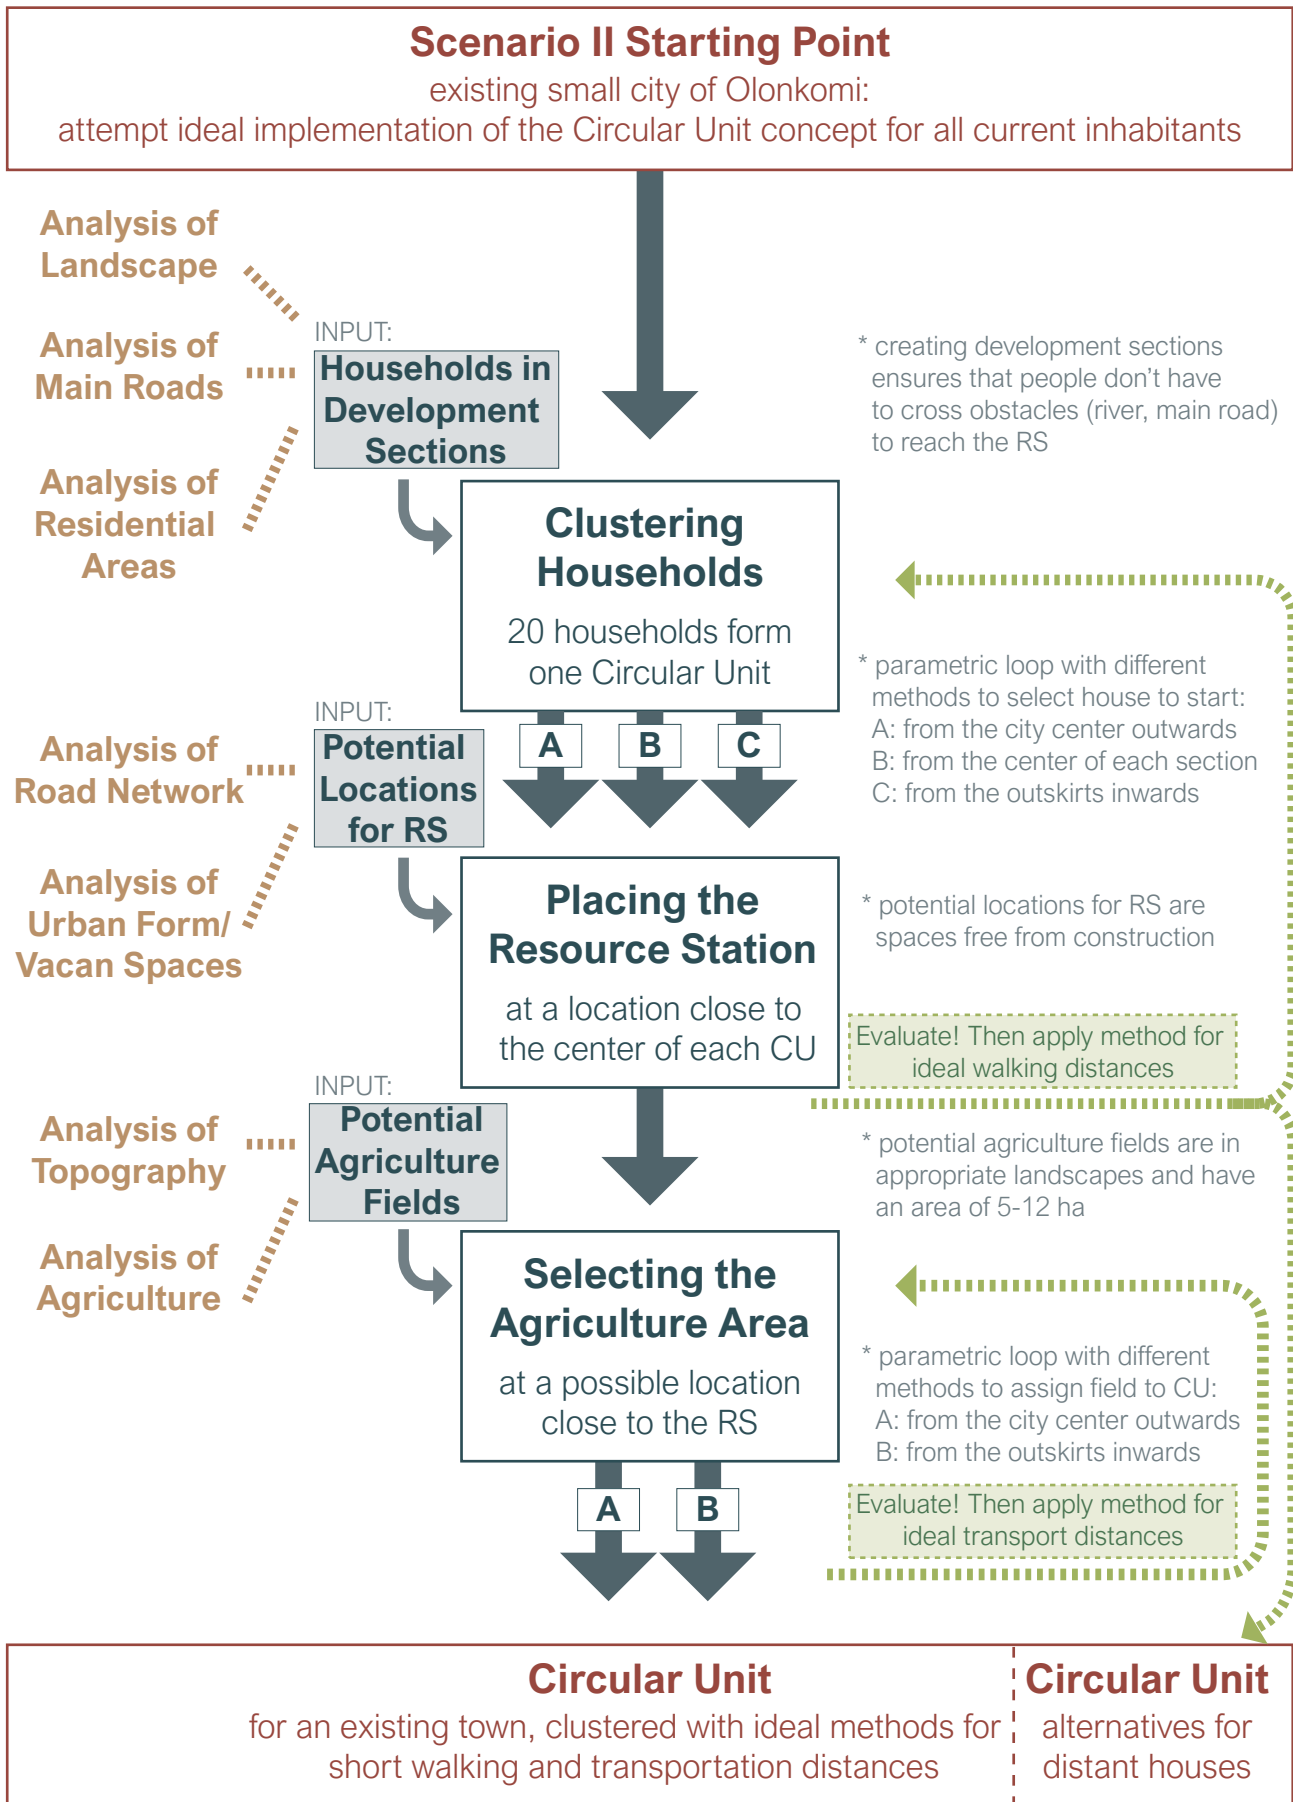 Scenario II Starting Point
existing small city of Olonkomi:
attempt ideal implementation of the Circular Unit concept for all current inhabitants
Analysis of
Landscape
Analysis of
Main Roads
Analysis of
Residential
Areas
INPUT:
Households in
Development
Sections
* creating development sections
ensures that people don't have
to cross obstacles (river, main road)
to reach the RS
Clustering
Households
20 households form
one Circular Unit
* parametric loop with different
methods to select house to start:
A: from the city center outwards
B: from the center of each section
C: from the outskirts inwards
A
B
C
INPUT:
Potential
Locations
for RS
Analysis of
Road Network
Analysis of
Urban Form/
Vacan Spaces
Placing the
Resource Station
at a location close to
the center of each CU
* potential locations for RS are
spaces free from construction
Evaluate! Then apply method for
ideal walking distances
INPUT:
Potential
Agriculture
Fields
Analysis of
Topography
Analysis of
Agriculture
* potential agriculture fields are in
appropriate landscapes and have
an area of 5-12 ha
Selecting the
Agriculture Area
at a possible location
close to the RS
* parametric loop with different
methods to assign field to CU:
A: from the city center outwards
B: from the outskirts inwards
A
B
Evaluate! Then apply method for
ideal transport distances
Circular Unit
for an existing town, clustered with ideal methods for
short walking and transportation distances
Circular Unit
alternatives for
distant houses